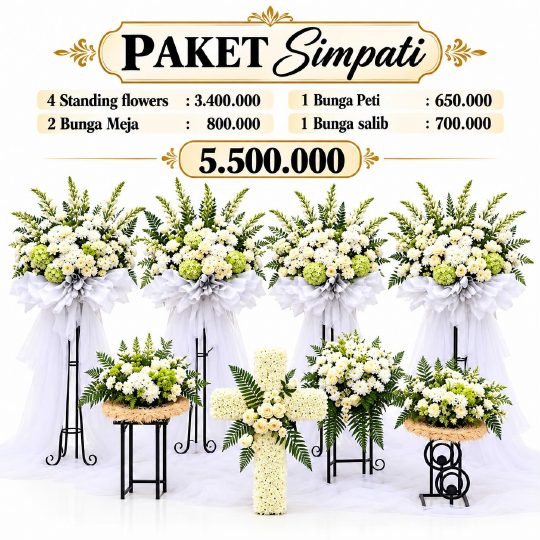 PAKET Simpati
4 Standing flowers : 3.400.000
1 Bunga Peti : 650.000
2 Bunga Meja : 800.000
1 Bunga salib : 700.000
5.500.000